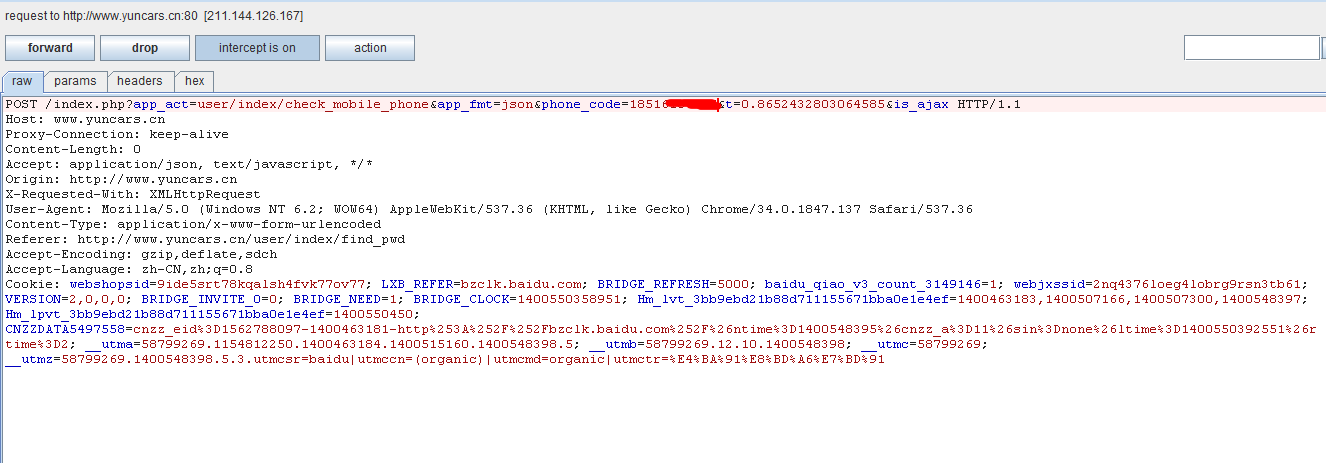 request to http://www.yuncars.cn:80 [211.144.126.167]
forward drop intercept is on action
raw params headers hex
POST /index.php?app_act=user/index/check_mobile_phone&app_fmt=json&phone_code=18516 &t=0.8652432803064585&is_ajax HTTP/1.1
Host: www.yuncars.cn
Proxy-Connection: keep-alive
Content-Length: 0
Accept: application/json, text/javascript, */*
Origin: http://www.yuncars.cn
X-Requested-With: XMLHttpRequest
User-Agent: Mozilla/5.0 (Windows NT 6.2; WOW64) AppleWebKit/537.36 (KHTML, like Gecko) Chrome/34.0.1847.137 Safari/537.36
Content-Type: application/x-www-form-urlencoded
Referer: http://www.yuncars.cn/user/index/find_pwd
Accept-Encoding: gzip,deflate,sdch
Accept-Language: zh-CN,zh;q=0.8
Cookie: webshopsid=9ide5srt78kqalsh4fvk77ov77; LXB_REFER=bzclk.baidu.com; BRIDGE_REFRESH=5000; baidu_qiao_v3_count_3149146=1; webjxssid=2nq4376loeg4lobrg9rsn3tb61;
VERSION=2,0,0,0; BRIDGE_INVITE_0=0; BRIDGE_NEED=1; BRIDGE_CLOCK=1400550358951; Hm_lvt_3bb9ebd21b88d711155671bba0e1e4ef=1400463183,1400507166,1400507300,1400548397;
Hm_lpvt_3bb9ebd21b88d711155671bba0e1e4ef=1400550450;
CNZZDATA5497558=cnzz_eid%3D1562788097-1400463181-http%253A%252F%252Fbzclk.baidu.com%252F%26ntime%3D1400548395%26cnzz_a%3D11%26sin%3Dnone%26ltime%3D1400550392551%26r
time%3D2; __utma=58799269.1154812250.1400463184.1400515160.1400548398.5; __utmb=58799269.12.10.1400548398; __utmc=58799269;
__utmz=58799269.1400548398.5.3.utmcsr=baidu|utmccn=(organic)|utmcmd=organic|utmctr=%E4%BA%91%E8%BD%A6%E7%BD%91